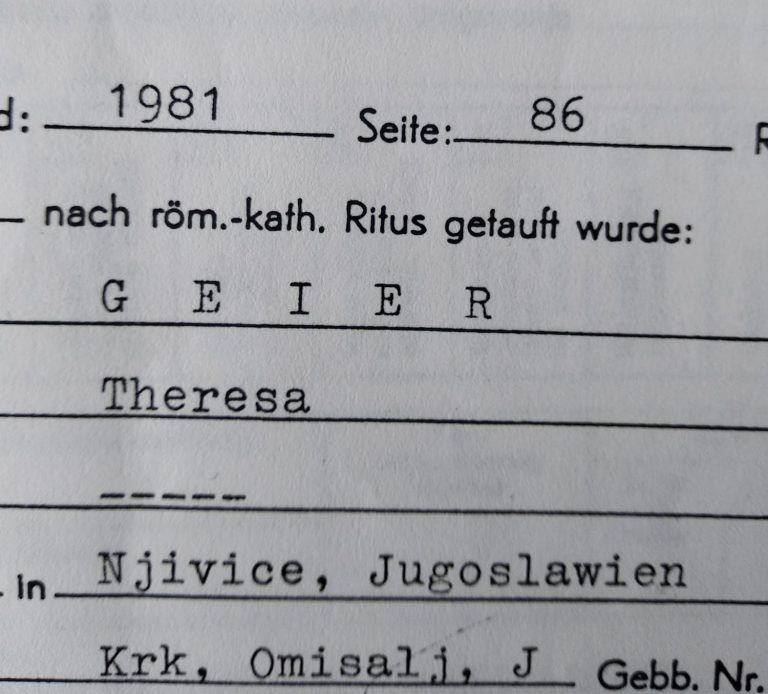 d: 1981 Seite: 86
nach röm.-kath. Ritus getauft wurde:
G E I E R
Theresa
-----
in Njivice, Jugoslawien
Krk, Omisalj, J Gebb. Nr.